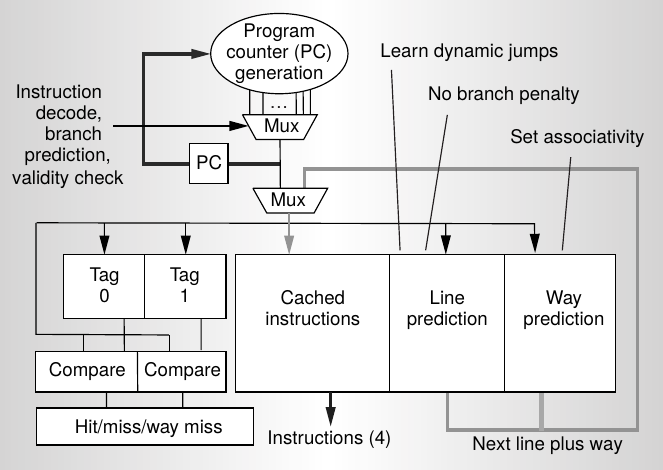 Program
counter (PC)
generation
...
Mux
Learn dynamic jumps
No branch penalty
Set associativity
Instruction
decode,
branch
prediction,
validity check
PC
Mux
Tag
0
Tag
1
Cached
instructions
Line
prediction
Way
prediction
Compare
Compare
Hit/miss/way miss
Instructions (4)
Next line plus way